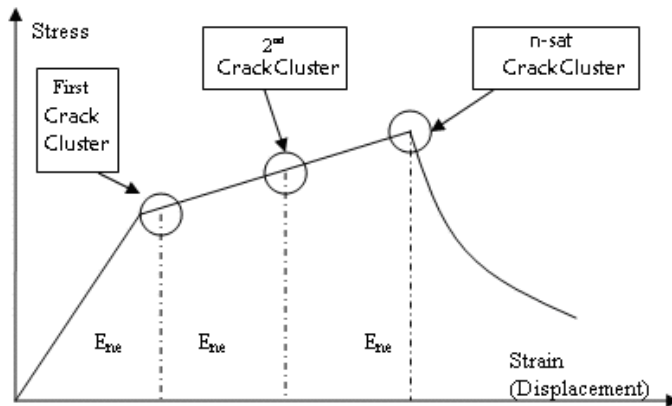 Stress
First
Crack
Cluster
2nd
CrackCluster
n-sat
CrackCluster
Ene
Ene
Ene
Strain
(Displacement)